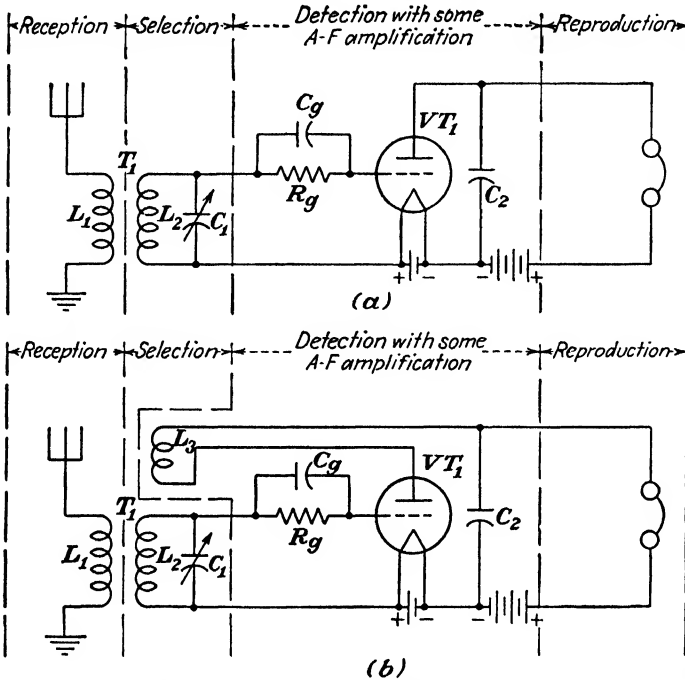 Reception
Selection
Detection with some
A-F amplification
Reproduction
Cg
VT1
T1
Rg
L1
L2
C1
C2
+ -
- +
(a)
Reception
Selection
Detection with some
A-F amplification
Reproduction
L3
Cg
VT1
T1
Rg
L1
L2
C1
C2
+ -
- +
(b)